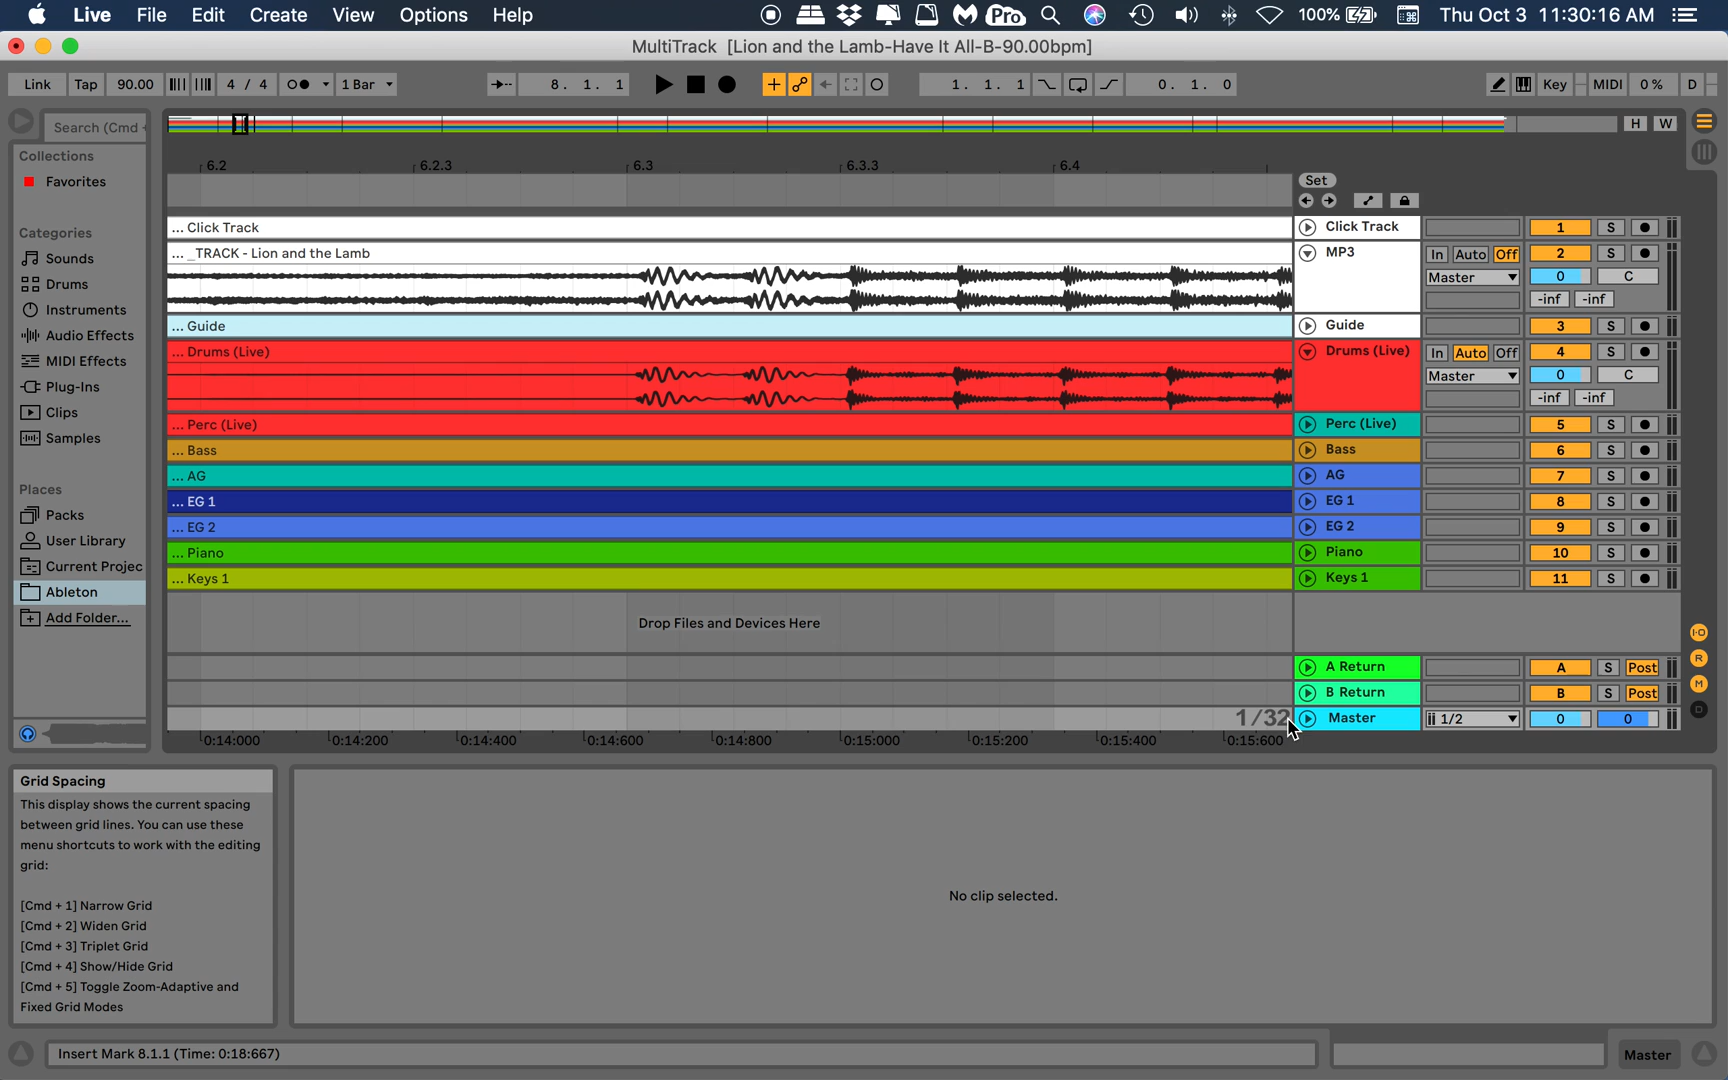 Live File Edit Create View Options Help Pro 100% Thu Oct 3 11:30:16 AM
MultiTrack [Lion and the Lamb-Have It All-B-90.00bpm]
Link Tap 90.00 4 / 4 1 Bar 8. 1. 1 1. 1. 1 0. 1. 0 Key MIDI 0 % D
Search (Cmd H W
Collections
Favorites
6.2 6.2.3 6.3 6.3.3 6.4
Set
Categories
Sounds
Drums
Instruments
Audio Effects
MIDI Effects
Plug-Ins
Clips
Samples
Places
Packs
User Library
Current Projec
Ableton
Add Folder...
... Click Track Click Track 1 S
... _TRACK - Lion and the Lamb MP3 In Auto Off 2 S
Master 0 C
-inf -inf
... Guide Guide 3 S
... Drums (Live) Drums (Live) In Auto Off 4 S
Master 0 C
-inf -inf
... Perc (Live) Perc (Live) 5 S
... Bass Bass 6 S
... AG AG 7 S
... EG 1 EG 1 8 S
... EG 2 EG 2 9 S
... Piano Piano 10 S
... Keys 1 Keys 1 11 S
Drop Files and Devices Here
I·O
R
M
D
A Return A S Post
B Return B S Post
1/32 Master 1/2 0 0
0:14:000 0:14:200 0:14:400 0:14:600 0:14:800 0:15:000 0:15:200 0:15:400 0:15:600
Grid Spacing
This display shows the current spacing
between grid lines. You can use these
menu shortcuts to work with the editing
grid:
[Cmd + 1] Narrow Grid
[Cmd + 2] Widen Grid
[Cmd + 3] Triplet Grid
[Cmd + 4] Show/Hide Grid
[Cmd + 5] Toggle Zoom-Adaptive and
Fixed Grid Modes
No clip selected.
Insert Mark 8.1.1 (Time: 0:18:667) Master